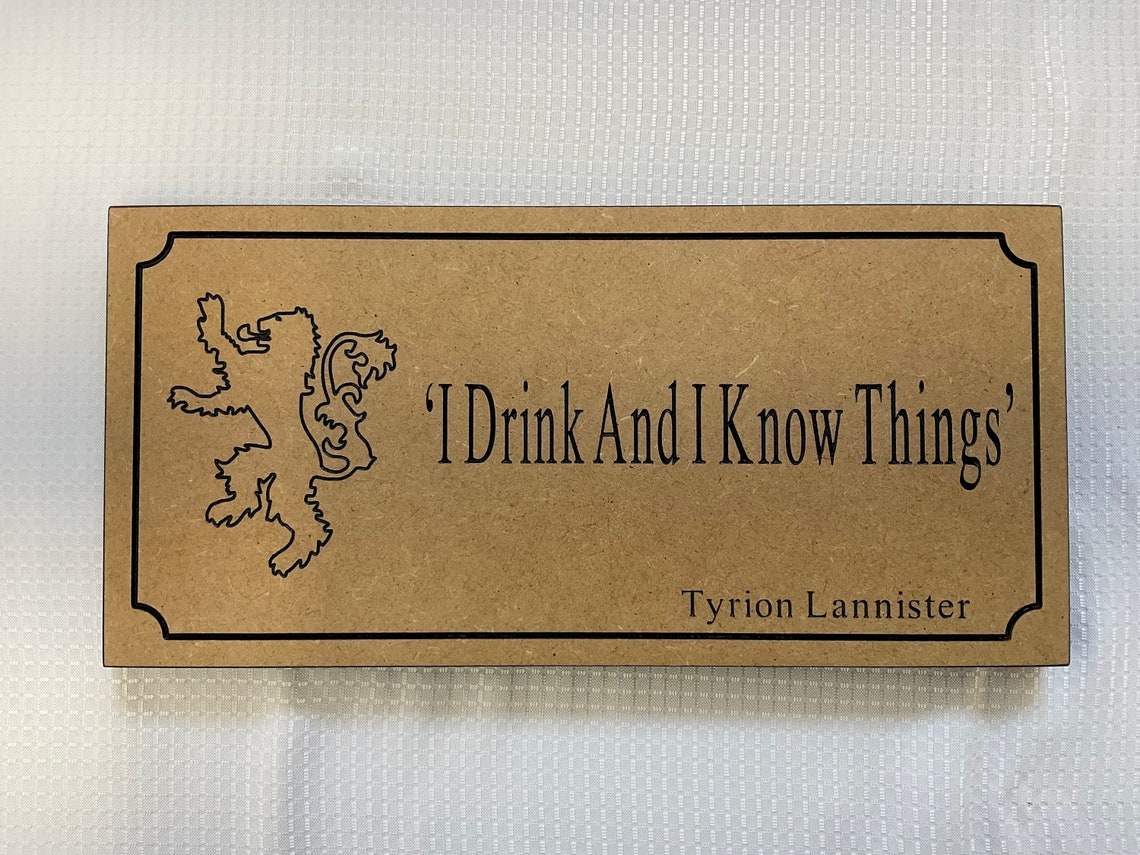 ‘I Drink And I Know Things’
Tyrion Lannister